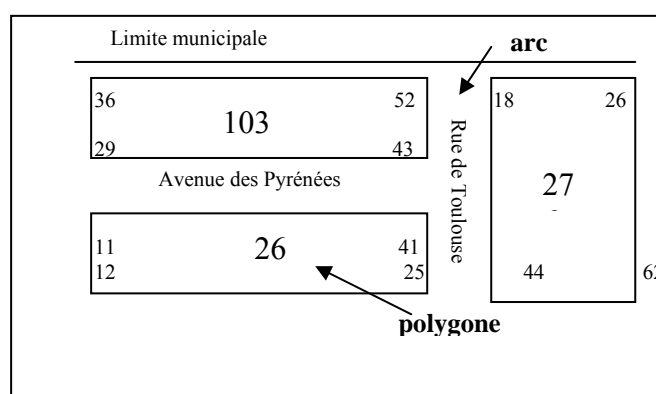 Limite municipale
arc
36 52 18 26
103
29 43
Rue de Toulouse
27
Avenue des Pyrénées
11 26 41
12 25 44
polygone